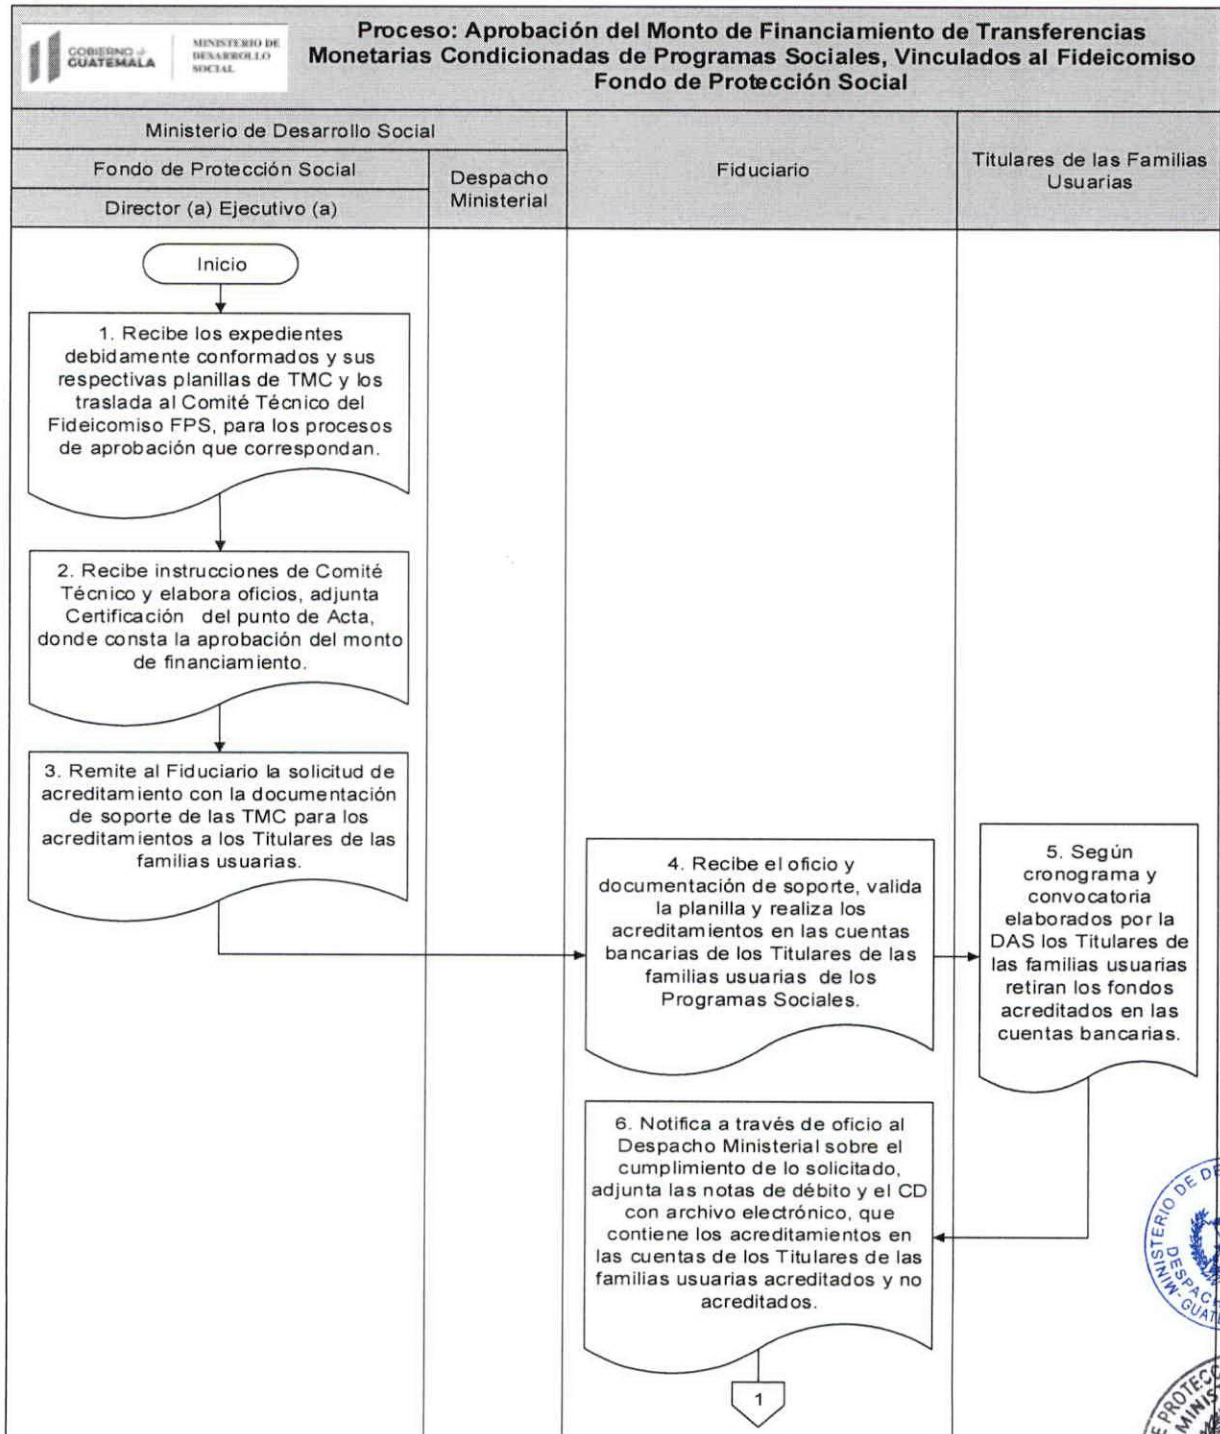 GOBIERNO de
GUATEMALA
MINISTERIO DE
DESARROLLO
SOCIAL
Proceso: Aprobación del Monto de Financiamiento de Transferencias
Monetarias Condicionadas de Programas Sociales, Vinculados al Fideicomiso
Fondo de Protección Social
Ministerio de Desarrollo Social
Fondo de Protección Social
Director (a) Ejecutivo (a)
Despacho
Ministerial
Fiduciario
Titulares de las Familias
Usuarias
Inicio
1. Recibe los expedientes
debidamente conformados y sus
respectivas planillas de TMC y los
traslada al Comité Técnico del
Fideicomiso FPS, para los procesos
de aprobación que correspondan.
2. Recibe instrucciones de Comité
Técnico y elabora oficios, adjunta
Certificación del punto de Acta,
donde consta la aprobación del monto
de financiamiento.
3. Remite al Fiduciario la solicitud de
acreditamiento con la documentación
de soporte de las TMC para los
acreditamientos a los Titulares de las
familias usuarias.
4. Recibe el oficio y
documentación de soporte, valida
la planilla y realiza los
acreditamientos en las cuentas
bancarias de los Titulares de las
familias usuarias de los
Programas Sociales.
5. Según
cronograma y
convocatoria
elaborados por la
DAS los Titulares de
las familias usuarias
retiran los fondos
acreditados en las
cuentas bancarias.
6. Notifica a través de oficio al
Despacho Ministerial sobre el
cumplimiento de lo solicitado,
adjunta las notas de débito y el CD
con archivo electrónico, que
contiene los acreditamientos en
las cuentas de los Titulares de las
familias usuarias acreditados y no
acreditados.
1
MINISTERIO DE DE
DESPACH
GUATE
E PROTECC
MINIS